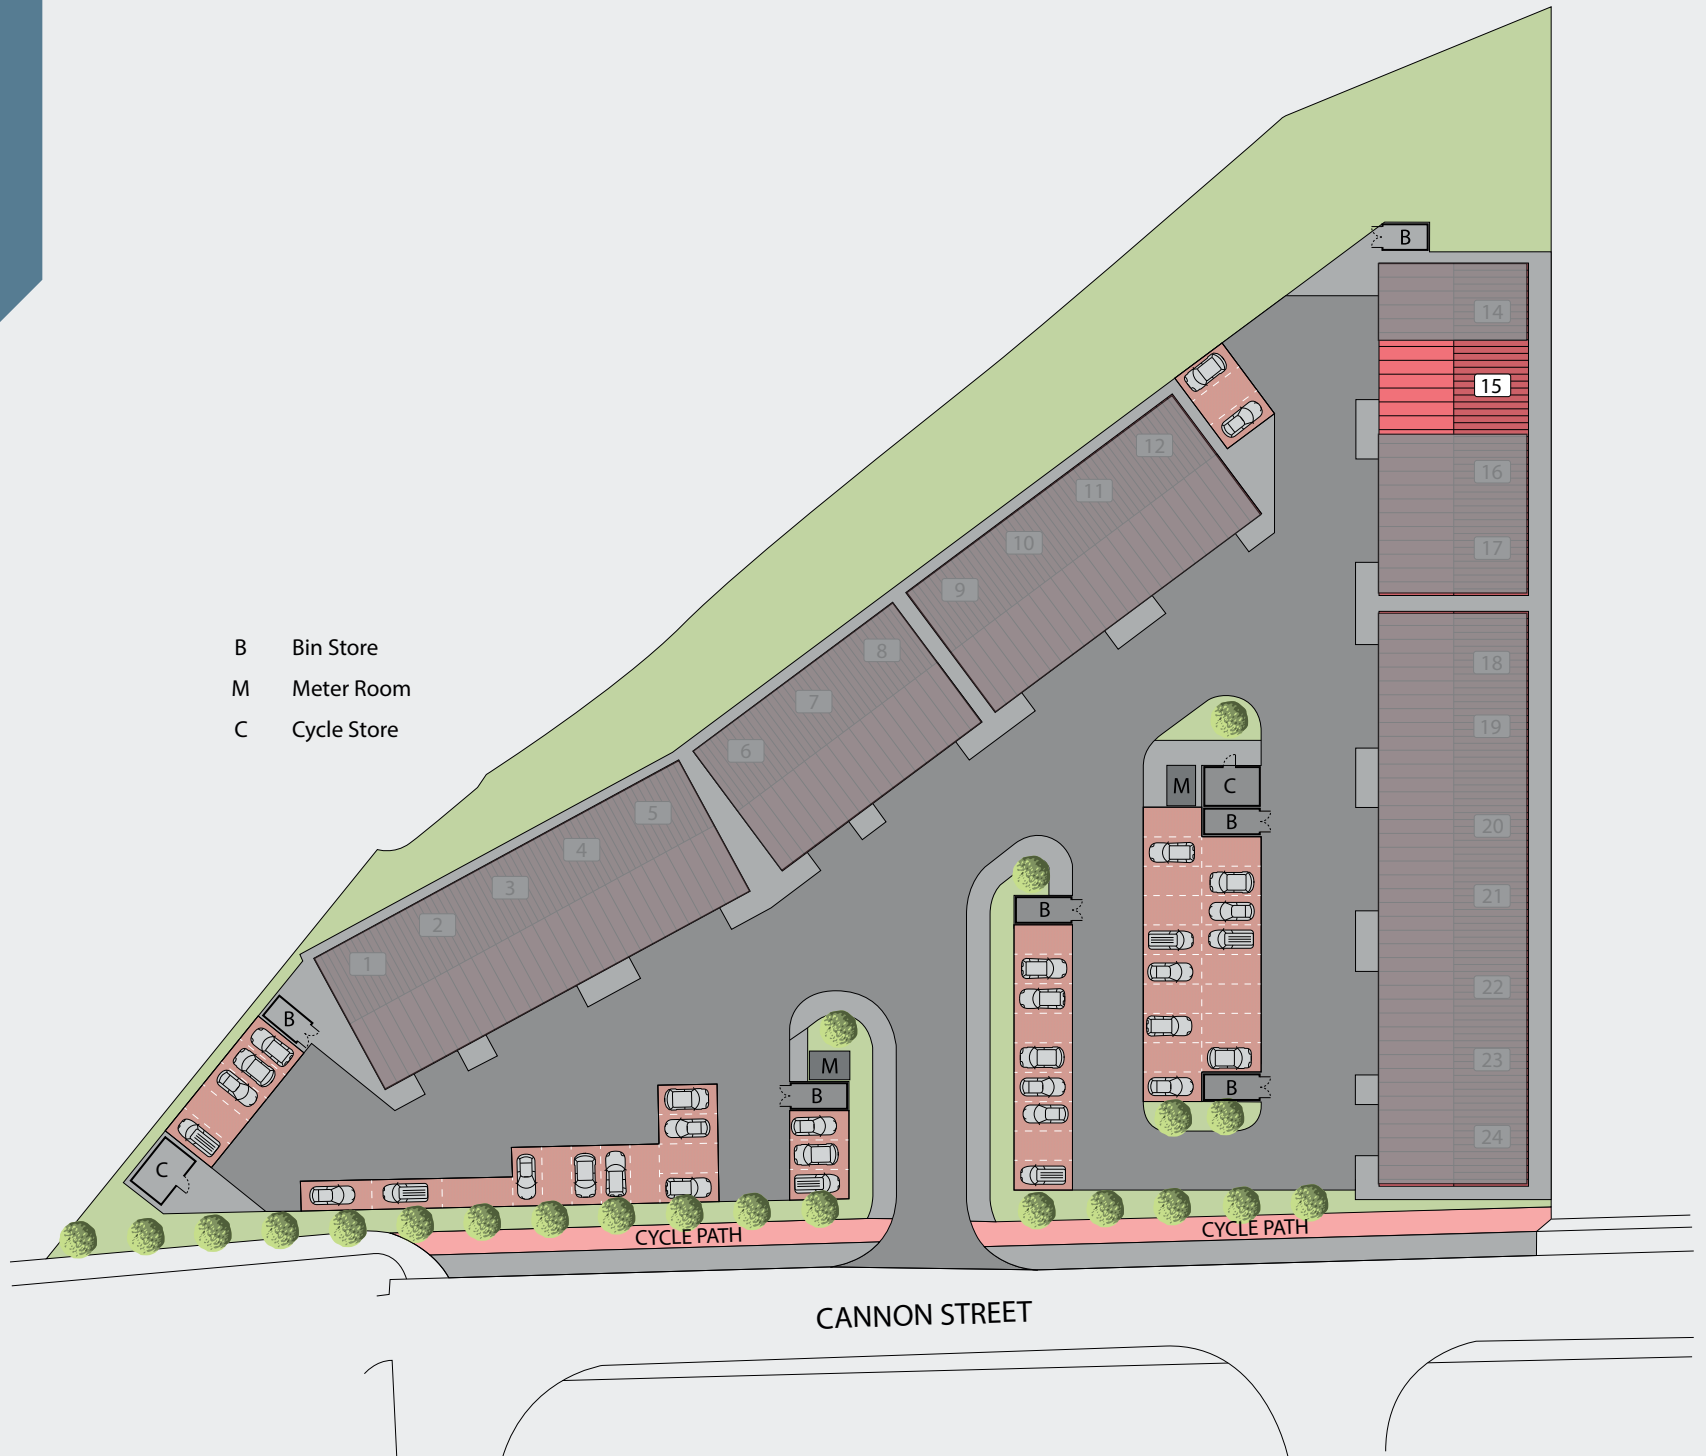 B
14
15
12
16
11
10
17
9
B Bin Store
8
18
M Meter Room
7
C Cycle Store
19
6
M C
5
B
20
4
3
21
B
2
1
22
B
23
M
B
B
24
C
CYCLE PATH
CYCLE PATH
CANNON STREET